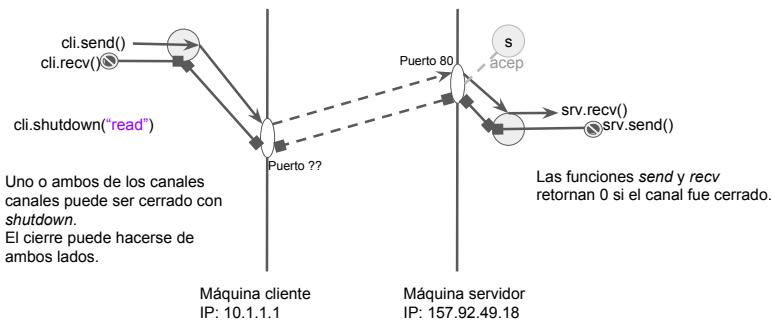 cli.send()
cli.recv()
cli.shutdown("read")
Uno o ambos de los canales
canales puede ser cerrado con
shutdown.
El cierre puede hacerse de
ambos lados.
Puerto ??
Puerto 80
s
acep
srv.recv()
srv.send()
Las funciones send y recv
retornan 0 si el canal fue cerrado.
Máquina cliente
IP: 10.1.1.1
Máquina servidor
IP: 157.92.49.18